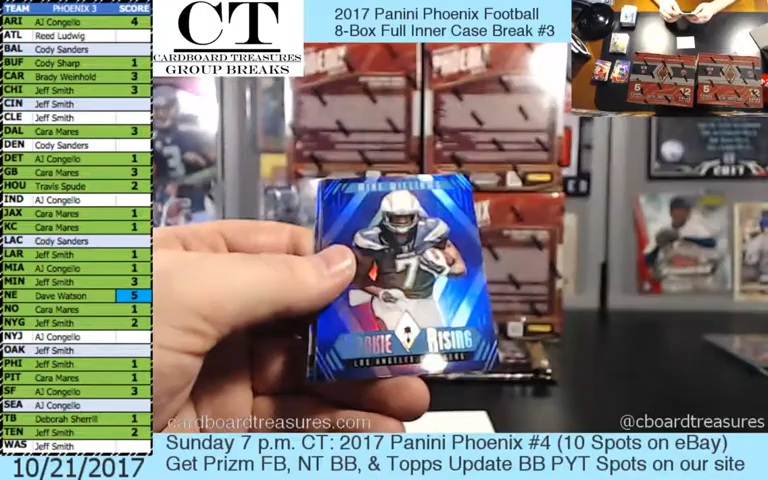 TEAM PHOENIX 3 SCORE
ARI AJ Congello 4
ATL Reed Ludwig
BAL Cody Sanders
BUF Cody Sharp 1
CAR Brady Weinhold 3
CHI Jeff Smith 3
CIN Jeff Smith
CLE Jeff Smith
DAL Cara Mares 3
DEN Cody Sanders
DET AJ Congello 1
GB Cara Mares 3
HOU Travis Spude 2
IND AJ Congello
JAX Cara Mares 1
KC Cara Mares 1
LAC Cody Sanders
LAR Jeff Smith 1
MIA AJ Congello 1
MIN Jeff Smith 3
NE Dave Watson 5
NO Cara Mares 1
NYG Jeff Smith 2
NYJ AJ Congello
OAK Jeff Smith
PHI Jeff Smith 1
PIT Cara Mares 1
SF AJ Congello 3
SEA AJ Congello
TB Deborah Sherrill 1
TEN Jeff Smith 2
WAS Jeff Smith
10/21/2017
CT
CARDBOARD TREASURES
GROUP BREAKS
2017 Panini Phoenix Football
8-Box Full Inner Case Break #3
MIKE WILLIAMS
7
ROOKIE RISING
LOS ANGELES CHARGERS
cardboardtreasures.com
@cboardtreasures
Sunday 7 p.m. CT: 2017 Panini Phoenix #4 (10 Spots on eBay)
Get Prizm FB, NT BB, & Topps Update BB PYT Spots on our site